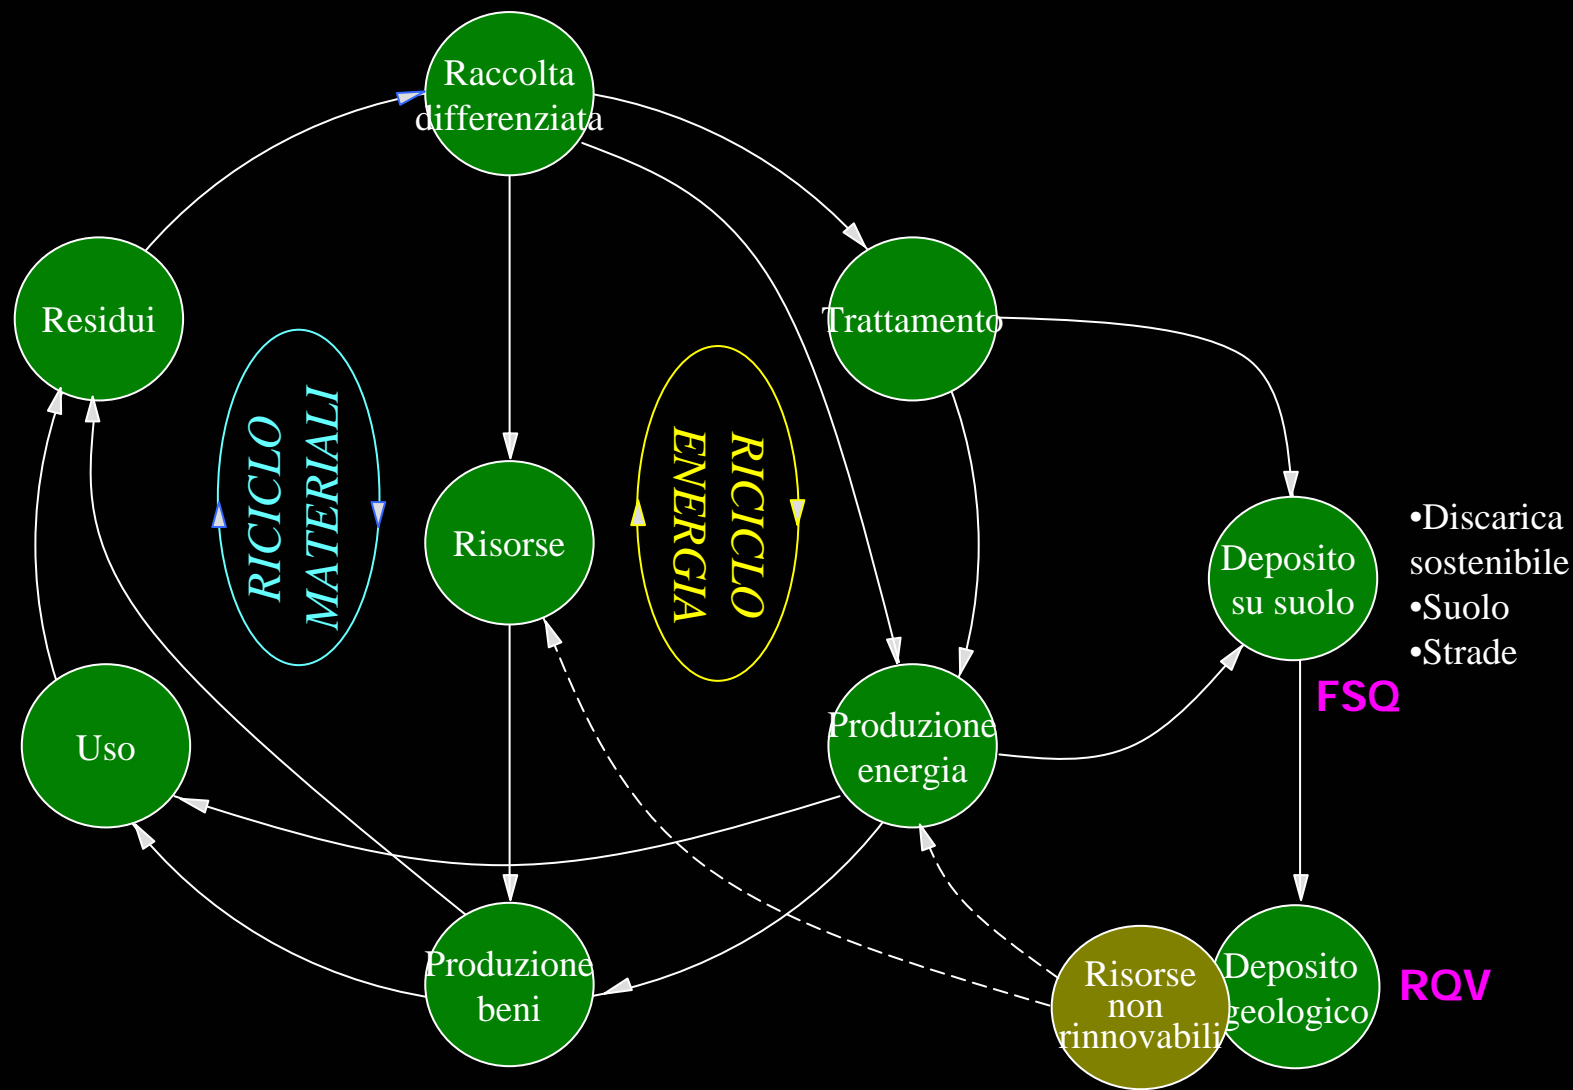 Raccolta
differenziata
Residui
Trattamento
RICICLO
MATERIALI
RICICLO
ENERGIA
Risorse
Deposito
su suolo
•Discarica
sostenibile
•Suolo
•Strade
FSQ
Uso
Produzione
energia
Produzione
beni
Risorse
non
rinnovabili
Deposito
geologico
RQV